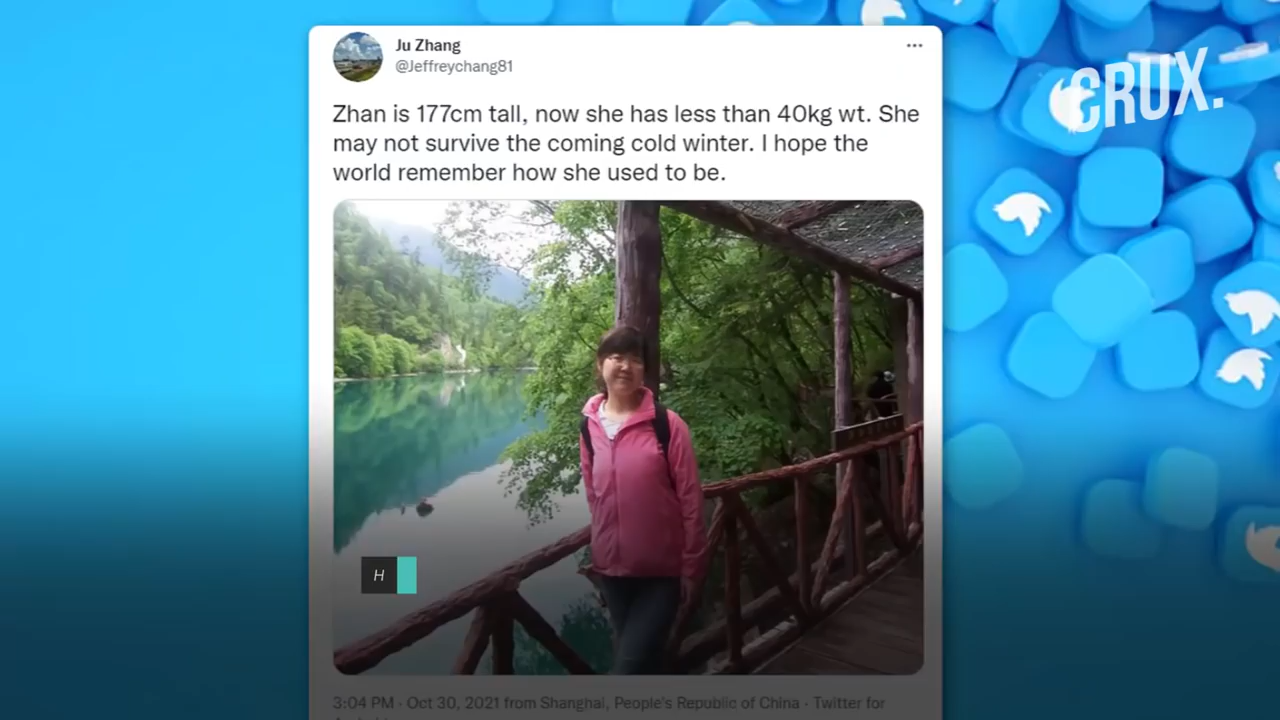 Ju Zhang
@Jeffreychang81
CRUX.
Zhan is 177cm tall, now she has less than 40kg wt. She
may not survive the coming cold winter. I hope the
world remember how she used to be.
H
3:04 PM · Oct 30, 2021 from Shanghai, People's Republic of China · Twitter for